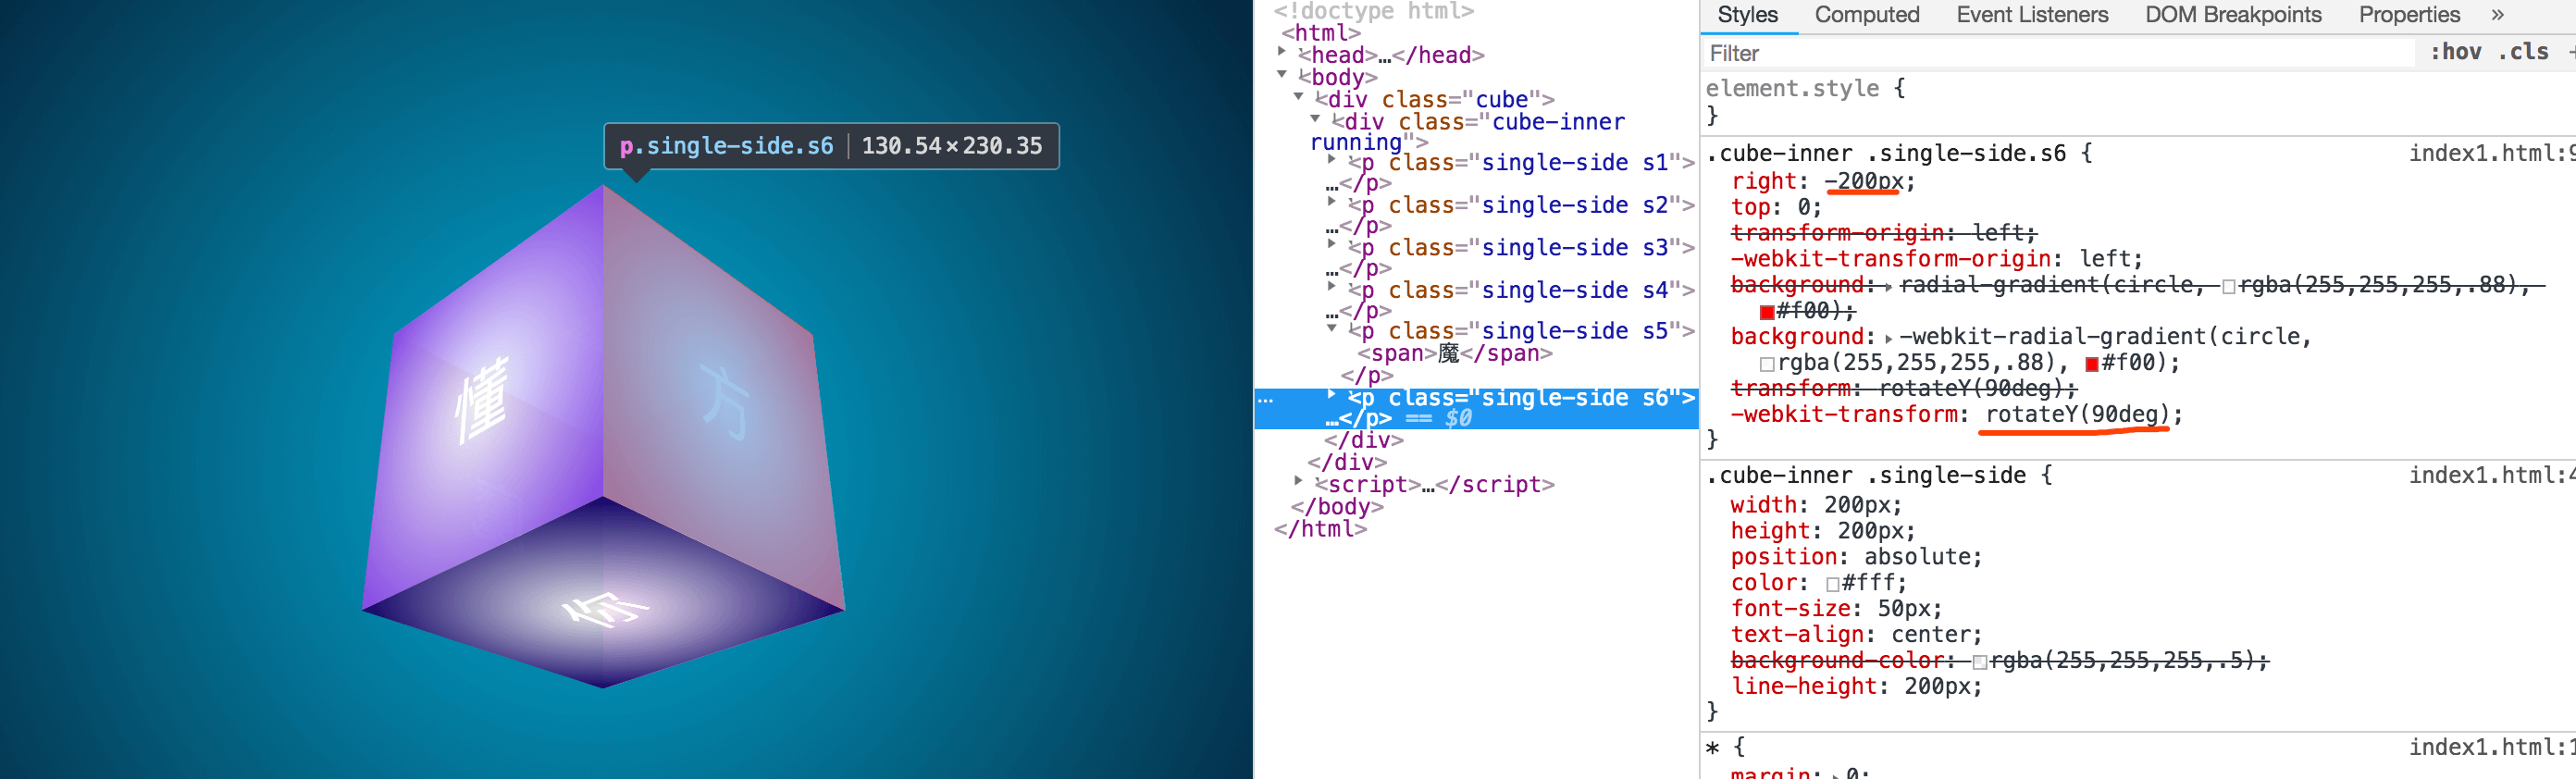 p.single-side.s6 130.54×230.35
懂
方
你
<!doctype html>
<html>
<head>…</head>
<body>
<div class="cube">
<div class="cube-inner
running">
<p class="single-side s1">
…</p>
<p class="single-side s2">
…</p>
<p class="single-side s3">
…</p>
<p class="single-side s4">
…</p>
<p class="single-side s5">
<span>魔</span>
</p>
… <p class="single-side s6">
…</p> == $0
</div>
</div>
<script>…</script>
</body>
</html>
Styles Computed Event Listeners DOM Breakpoints Properties »
Filter :hov .cls +
element.style {
}
.cube-inner .single-side.s6 { index1.html:9
right: -200px;
top: 0;
transform-origin: left;
-webkit-transform-origin: left;
background: radial-gradient(circle, rgba(255,255,255,.88),
#f00);
background: -webkit-radial-gradient(circle,
rgba(255,255,255,.88), #f00);
transform: rotateY(90deg);
-webkit-transform: rotateY(90deg);
}
.cube-inner .single-side { index1.html:4
width: 200px;
height: 200px;
position: absolute;
color: #fff;
font-size: 50px;
text-align: center;
background-color: rgba(255,255,255,.5);
line-height: 200px;
}
* { index1.html:1
margin: 0;